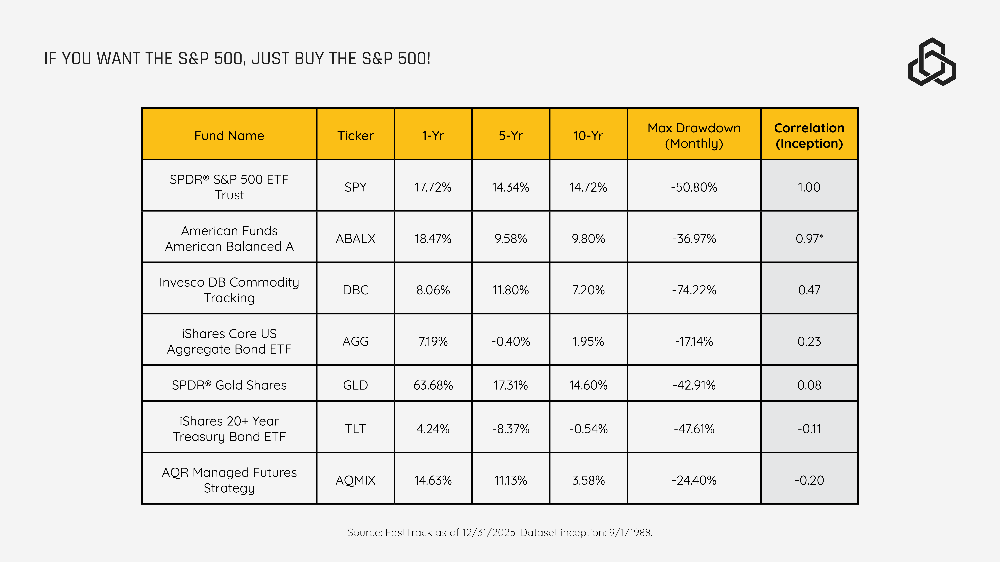 IF YOU WANT THE S&P 500, JUST BUY THE S&P 500!
Fund Name
Ticker
1-Yr
5-Yr
10-Yr
Max Drawdown
(Monthly)
Correlation
(Inception)
SPDR® S&P 500 ETF
Trust
SPY
17.72%
14.34%
14.72%
-50.80%
1.00
American Funds
American Balanced A
ABALX
18.47%
9.58%
9.80%
-36.97%
0.97*
Invesco DB Commodity
Tracking
DBC
8.06%
11.80%
7.20%
-74.22%
0.47
iShares Core US
Aggregate Bond ETF
AGG
7.19%
-0.40%
1.95%
-17.14%
0.23
SPDR® Gold Shares
GLD
63.68%
17.31%
14.60%
-42.91%
0.08
iShares 20+ Year
Treasury Bond ETF
TLT
4.24%
-8.37%
-0.54%
-47.61%
-0.11
AQR Managed Futures
Strategy
AQMIX
14.63%
11.13%
3.58%
-24.40%
-0.20
Source: FastTrack as of 12/31/2025. Dataset inception: 9/1/1988.